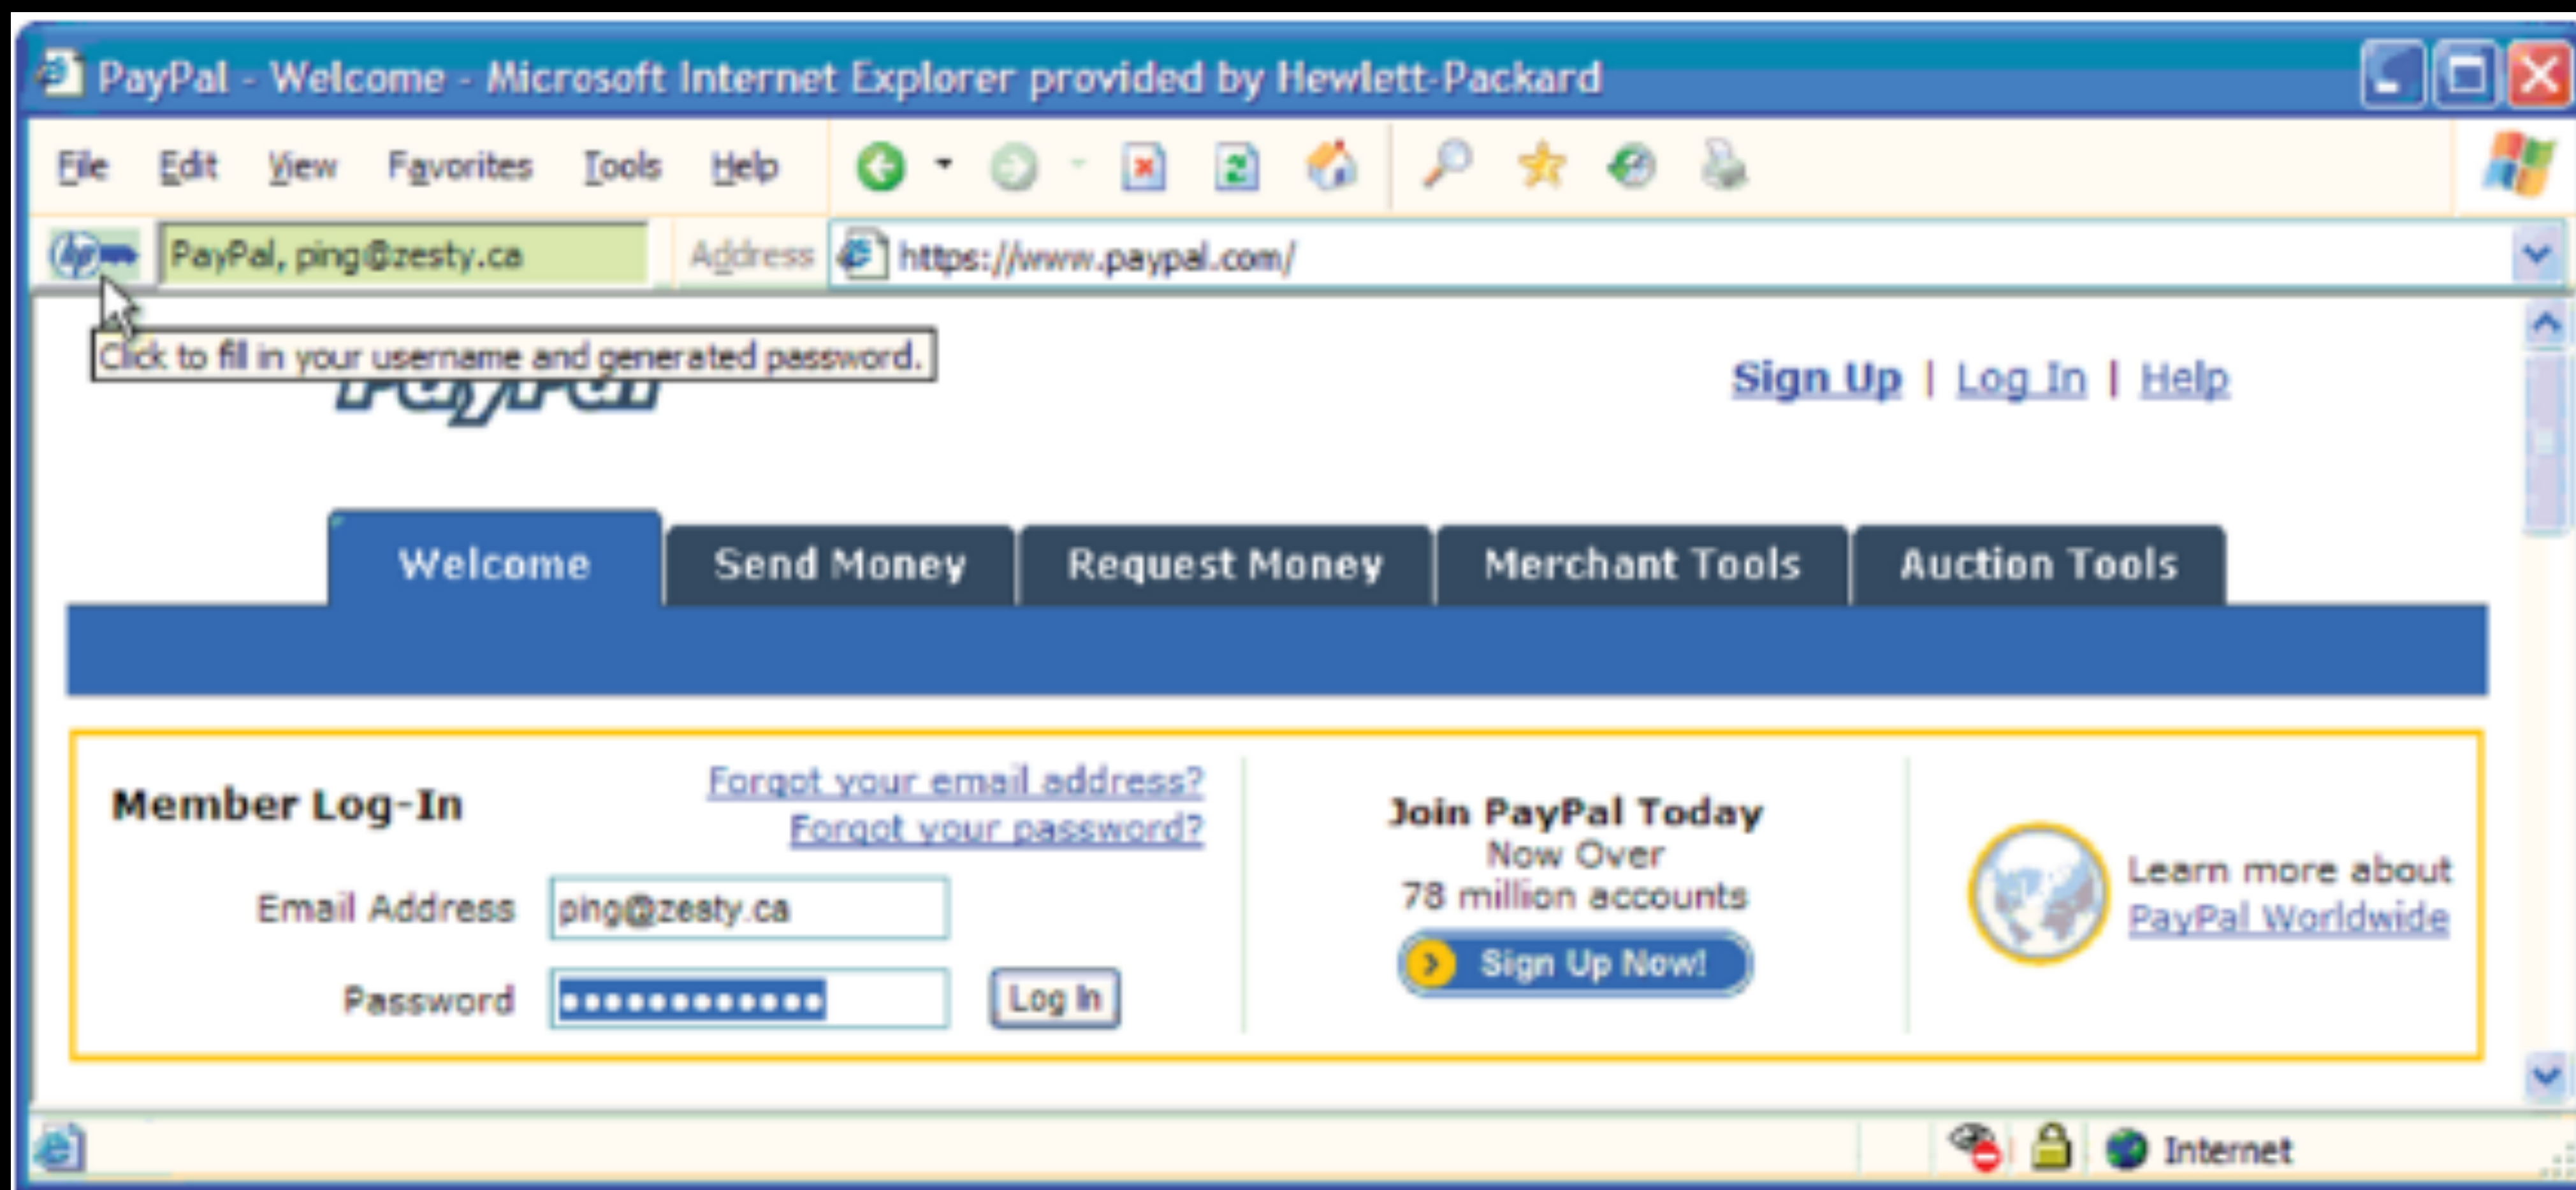 PayPal - Welcome - Microsoft Internet Explorer provided by Hewlett-Packard
File Edit View Favorites Tools Help
hp PayPal, ping@zesty.ca Address https://www.paypal.com/
Click to fill in your username and generated password.
PayPal
Sign Up | Log In | Help
Welcome Send Money Request Money Merchant Tools Auction Tools
Member Log-In
Forgot your email address?
Forgot your password?
Email Address ping@zesty.ca
Password •••••••••••• Log In
Join PayPal Today
Now Over
78 million accounts
Sign Up Now!
Learn more about
PayPal Worldwide
Internet